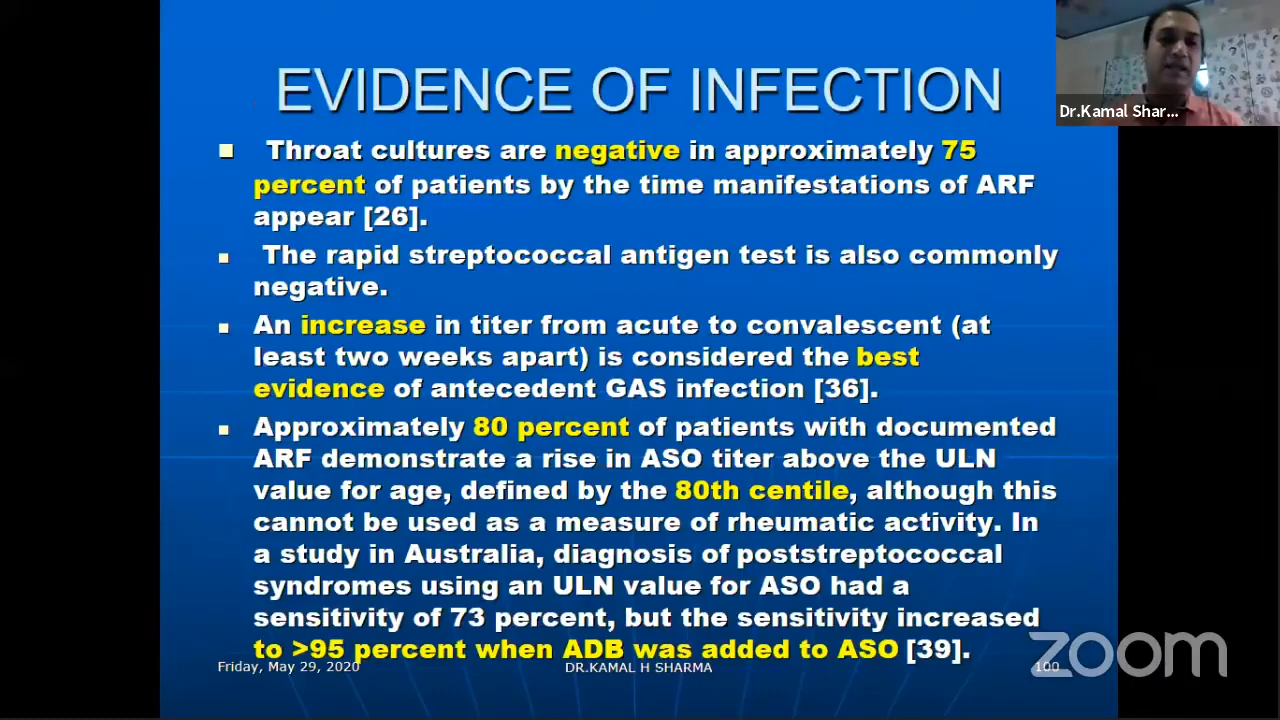 EVIDENCE OF INFECTION
Dr.Kamal Shar...
Throat cultures are negative in approximately 75
percent of patients by the time manifestations of ARF
appear [26].
The rapid streptococcal antigen test is also commonly
negative.
An increase in titer from acute to convalescent (at
least two weeks apart) is considered the best
evidence of antecedent GAS infection [36].
Approximately 80 percent of patients with documented
ARF demonstrate a rise in ASO titer above the ULN
value for age, defined by the 80th centile, although this
cannot be used as a measure of rheumatic activity. In
a study in Australia, diagnosis of poststreptococcal
syndromes using an ULN value for ASO had a
sensitivity of 73 percent, but the sensitivity increased
to >95 percent when ADB was added to ASO [39].
Friday, May 29, 2020 DR.KAMAL H SHARMA 100
zoom